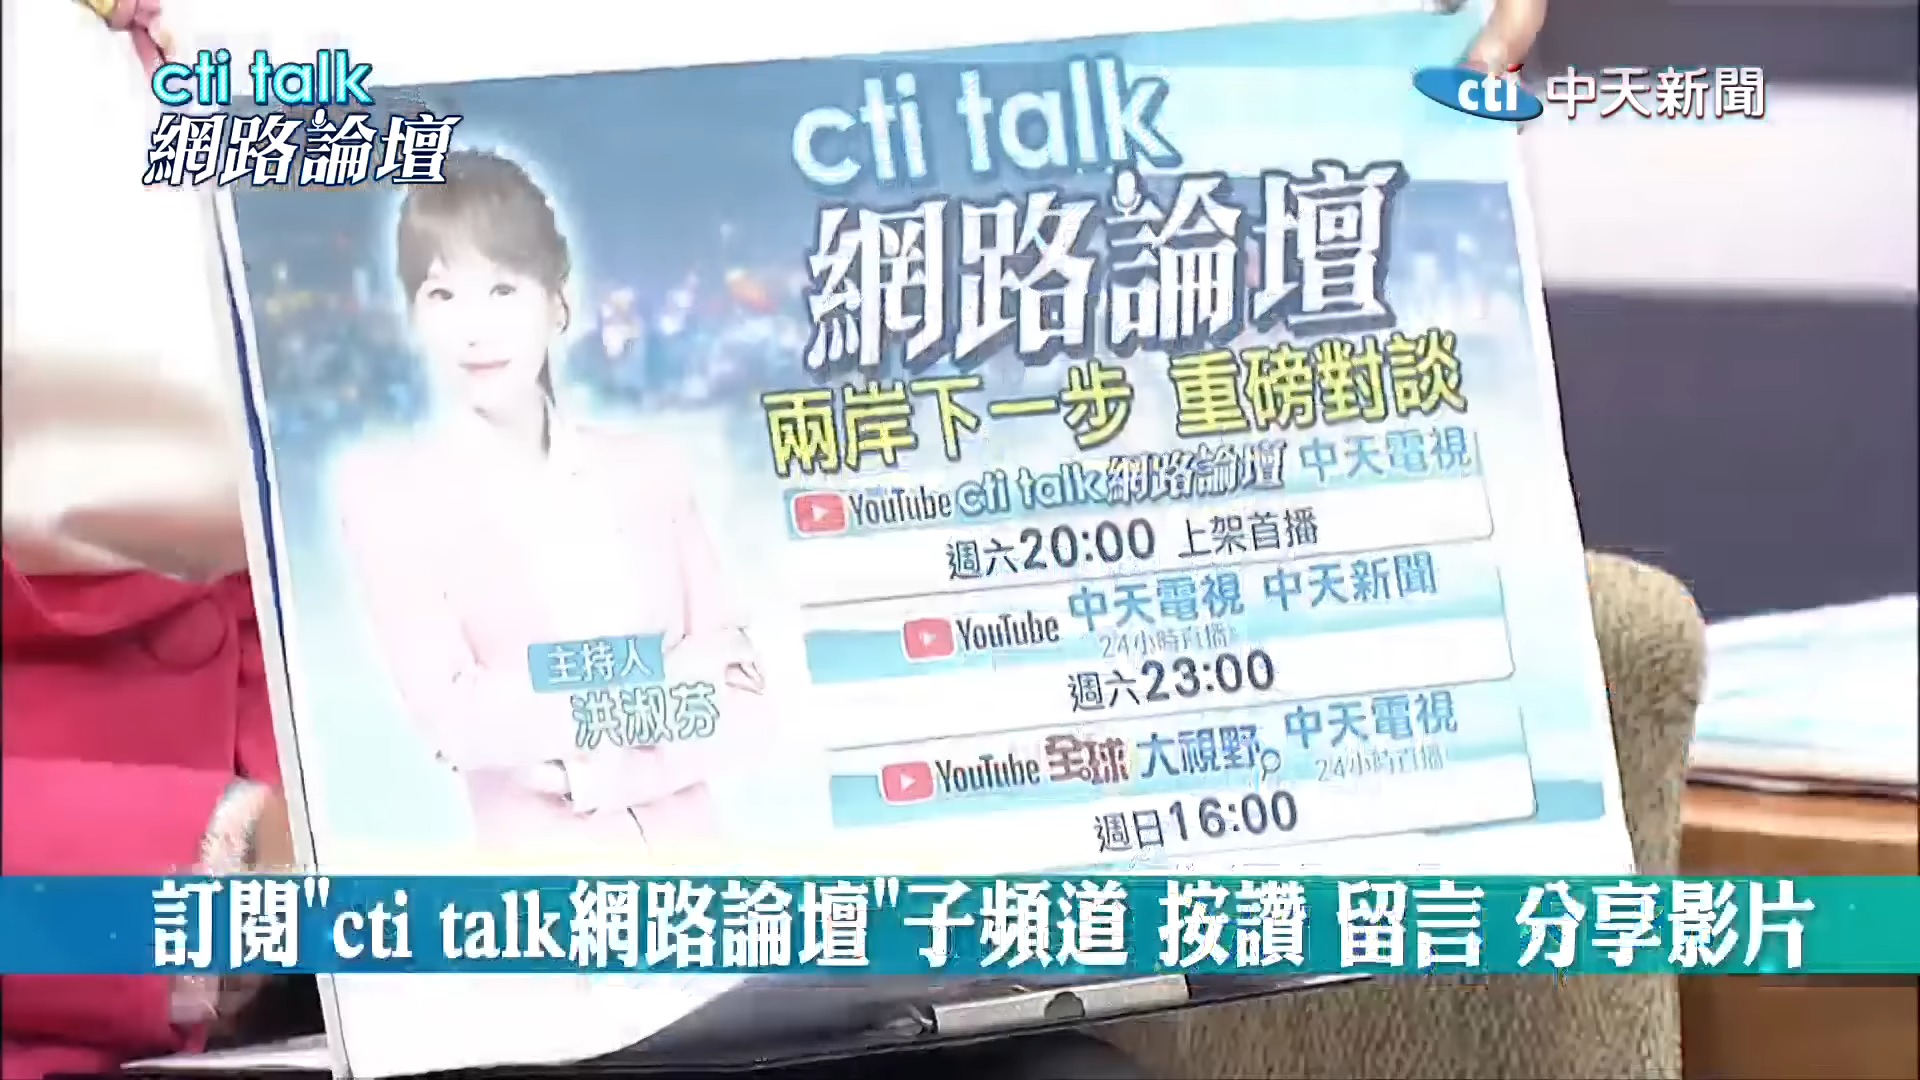 cti talk
網路論壇
cti 中天新聞
cti talk
網路論壇
兩岸下一步 重磅對談
YouTube cti talk網路論壇 中天電視
週六20:00 上架首播
YouTube 中天電視 中天新聞
24小時直播
週六23:00
YouTube 全球大視野 中天電視
24小時直播
週日16:00
主持人
洪淑芬
訂閱"cti talk網路論壇"子頻道 按讚 留言 分享影片